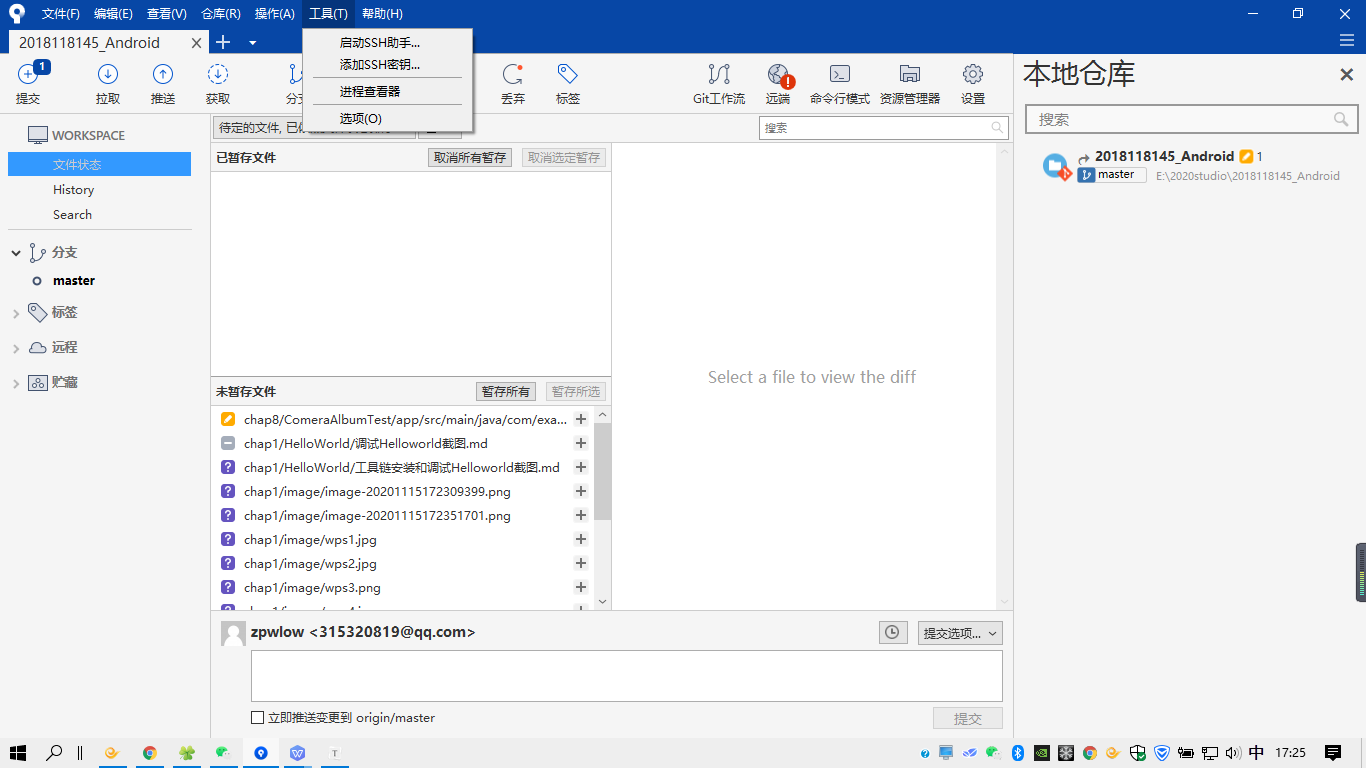 文件(F) 编辑(E) 查看(V) 仓库(R) 操作(A) 工具(T) 帮助(H)
2018118145_Android
启动SSH助手...
添加SSH密钥...
进程查看器
选项(O)
1
提交 拉取 推送 获取 丢弃 标签 Git工作流 远端 命令行模式 资源管理器 设置
本地仓库
搜索
2018118145_Android 1
master E:\2020studio\2018118145_Android
WORKSPACE
文件状态
History
Search
分支
master
标签
远程
贮藏
搜索
已暂存文件 取消所有暂存 取消选定暂存
Select a file to view the diff
未暂存文件 暂存所有 暂存所选
chap8/ComeraAlbumTest/app/src/main/java/com/exa...
chap1/HelloWorld/调试Helloworld截图.md
chap1/HelloWorld/工具链安装和调试Helloworld截图.md
chap1/image/image-20201115172309399.png
chap1/image/image-20201115172351701.png
chap1/image/wps1.jpg
chap1/image/wps2.jpg
chap1/image/wps3.png
zpwlow <315320819@qq.com>
提交选项...
立即推送变更到 origin/master
提交
中 17:25